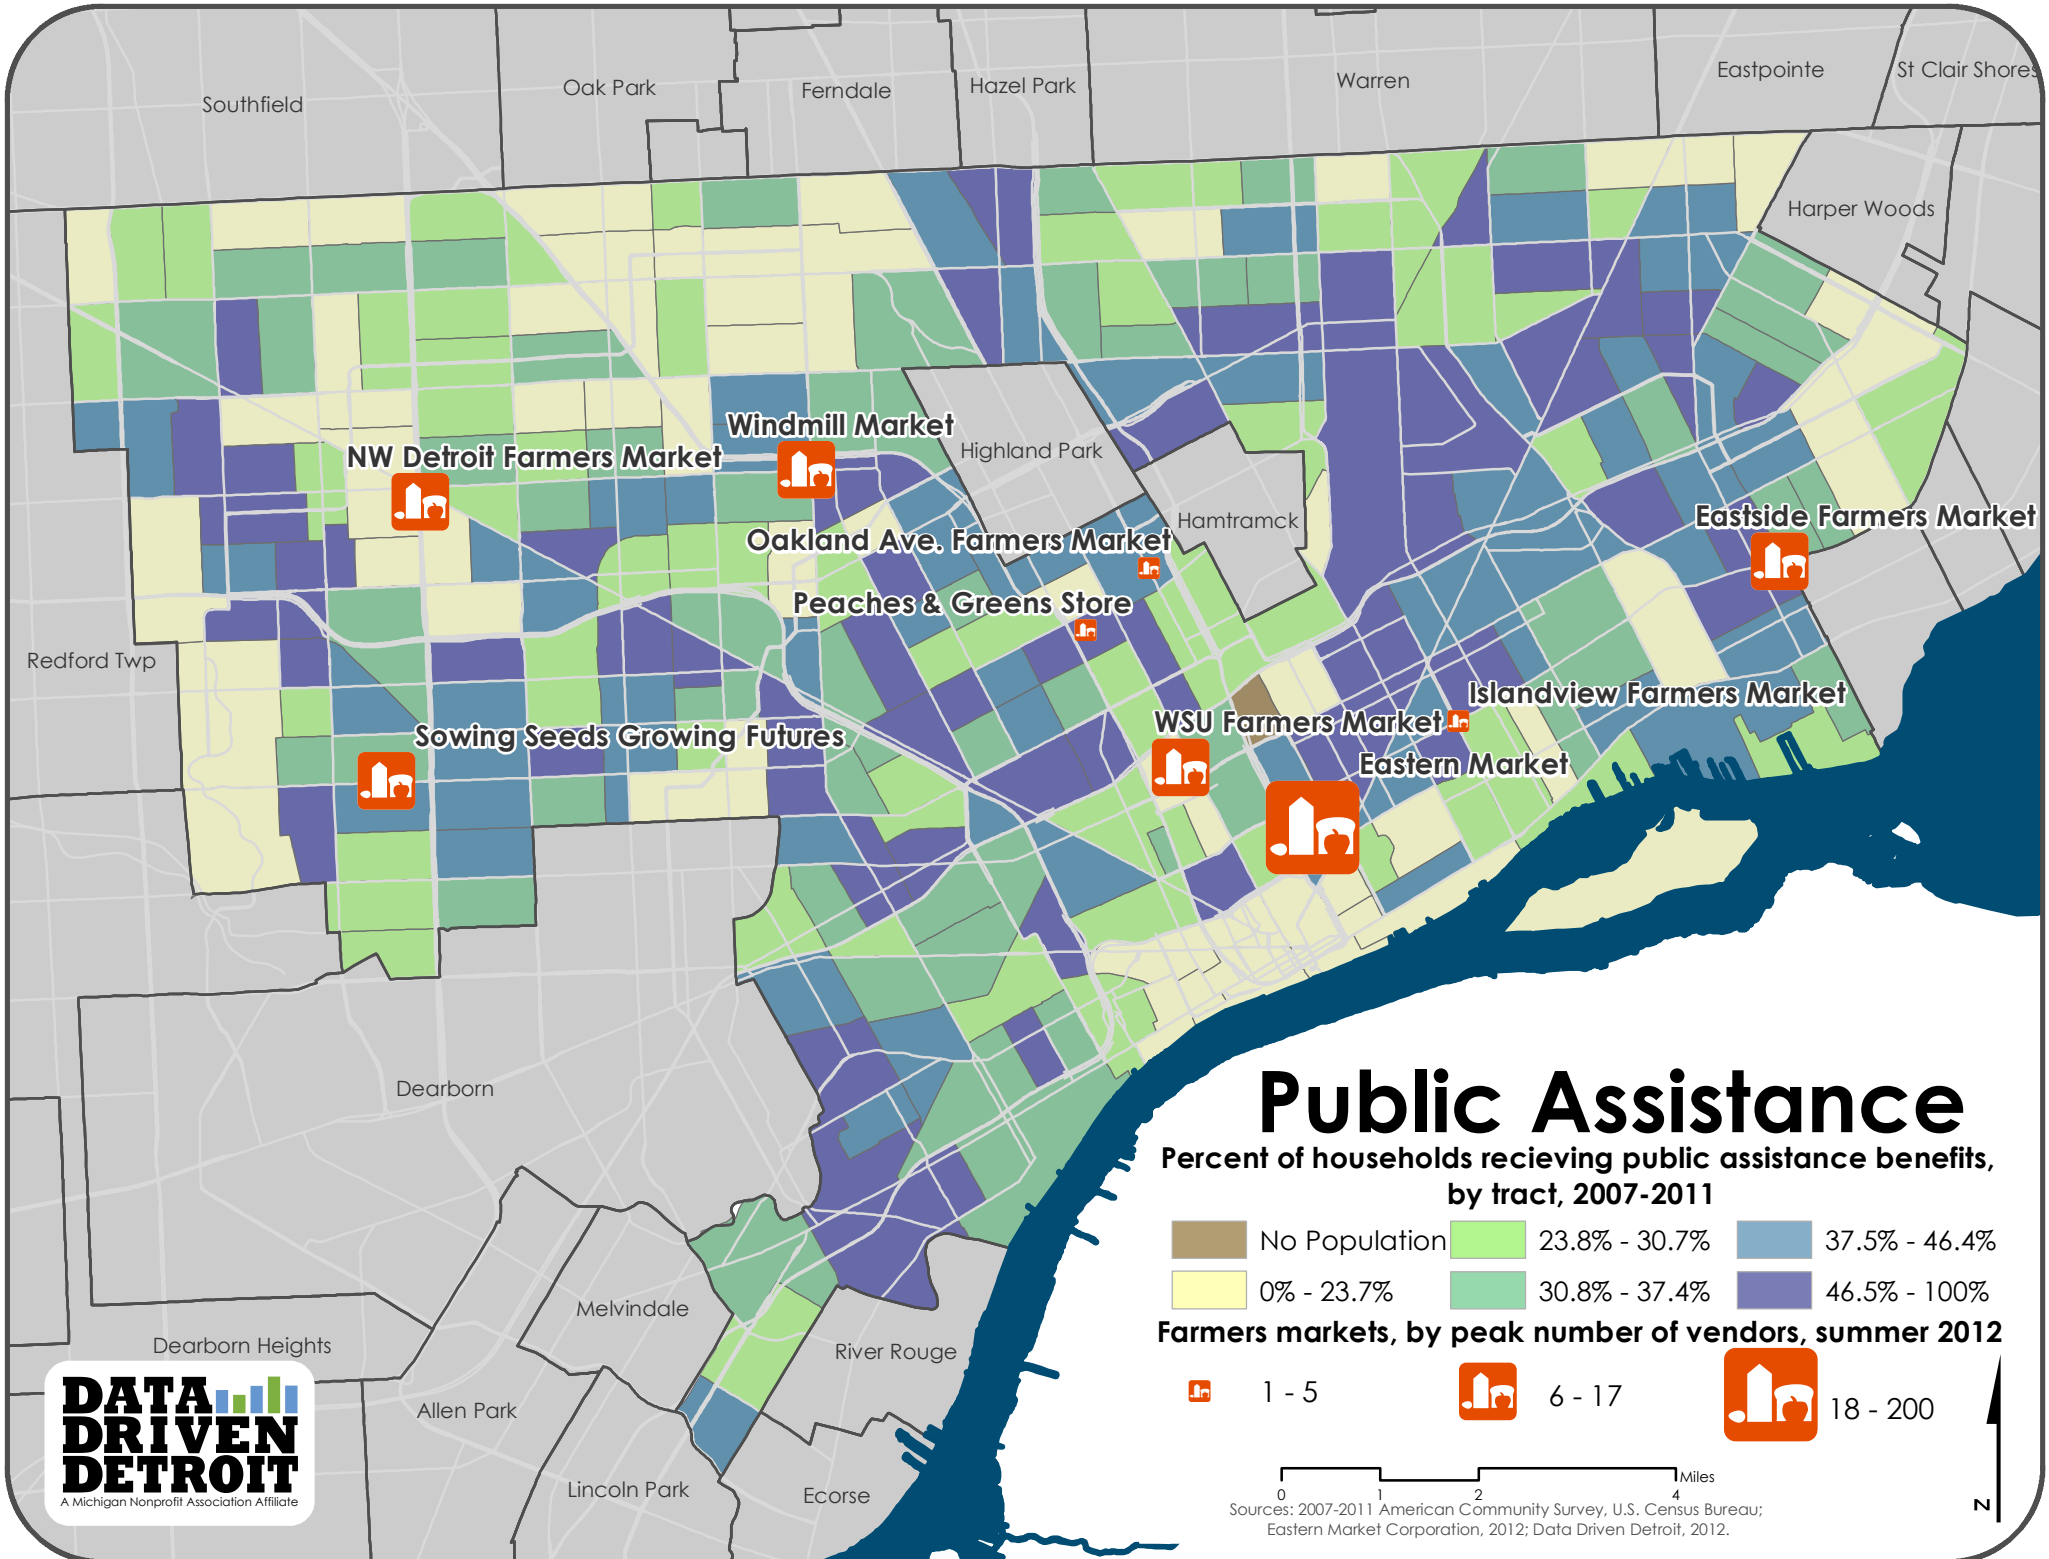 Southfield
Oak Park
Ferndale
Hazel Park
Warren
Eastpointe
St Clair Shores
Harper Woods
Windmill Market
NW Detroit Farmers Market
Highland Park
Hamtramck
Eastside Farmers Market
Oakland Ave. Farmers Market
Peaches & Greens Store
Redford Twp
Islandview Farmers Market
WSU Farmers Market
Sowing Seeds Growing Futures
Eastern Market
Dearborn
Melvindale
Dearborn Heights
River Rouge
Allen Park
Lincoln Park
Ecorse
Public Assistance
Percent of households recieving public assistance benefits,
by tract, 2007-2011
No Population
23.8% - 30.7%
37.5% - 46.4%
0% - 23.7%
30.8% - 37.4%
46.5% - 100%
Farmers markets, by peak number of vendors, summer 2012
1 - 5
6 - 17
18 - 200
Miles
0 1 2 4
N
Sources: 2007-2011 American Community Survey, U.S. Census Bureau;
Eastern Market Corporation, 2012; Data Driven Detroit, 2012.
DATA
DRIVEN
DETROIT
A Michigan Nonprofit Association Affiliate